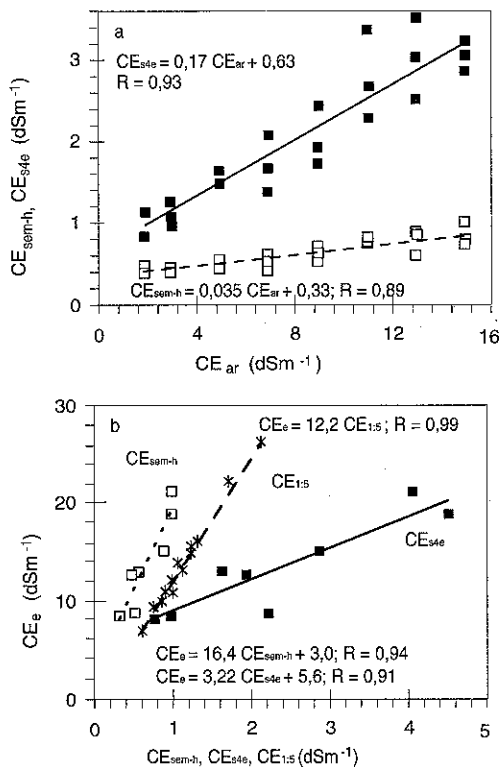 a
CEs4e=0,17 CEar+ 0,63
R = 0,93
3
2
1
0
CEsem-h, CEs4e (dSm-1)
CEsem-h=0,035 CEar+0,33; R = 0,89
0 4 8 12 16
CEar (dSm-1)
b
CEe= 12,2 CE1:5; R = 0,99
CEsem-h
CE1:5
CEs4e
30
20
10
0
CEe (dSm-1)
CEe = 16,4 CEsem-h + 3,0; R = 0,94
CEe = 3,22 CEs4e + 5,6; R = 0,91
0 1 2 3 4 5
CEsem-h, CEs4e, CE1:5 (dSm-1)